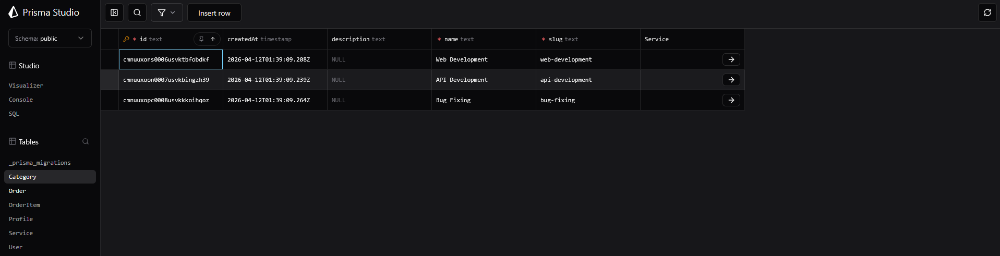 Prisma Studio
Insert row
Schema: public
Studio
Visualizer
Console
SQL
Tables
_prisma_migrations
Category
Order
OrderItem
Profile
Service
User
* id text createdAt timestamp description text * name text * slug text Service
cmnuuxons0006usvktbfobdkf 2026-04-12T01:39:09.208Z NULL Web Development web-development
cmnuuxoon0007usvkbingzh39 2026-04-12T01:39:09.239Z NULL API Development api-development
cmnuuxopc0008usvkkkoihqoz 2026-04-12T01:39:09.264Z NULL Bug Fixing bug-fixing